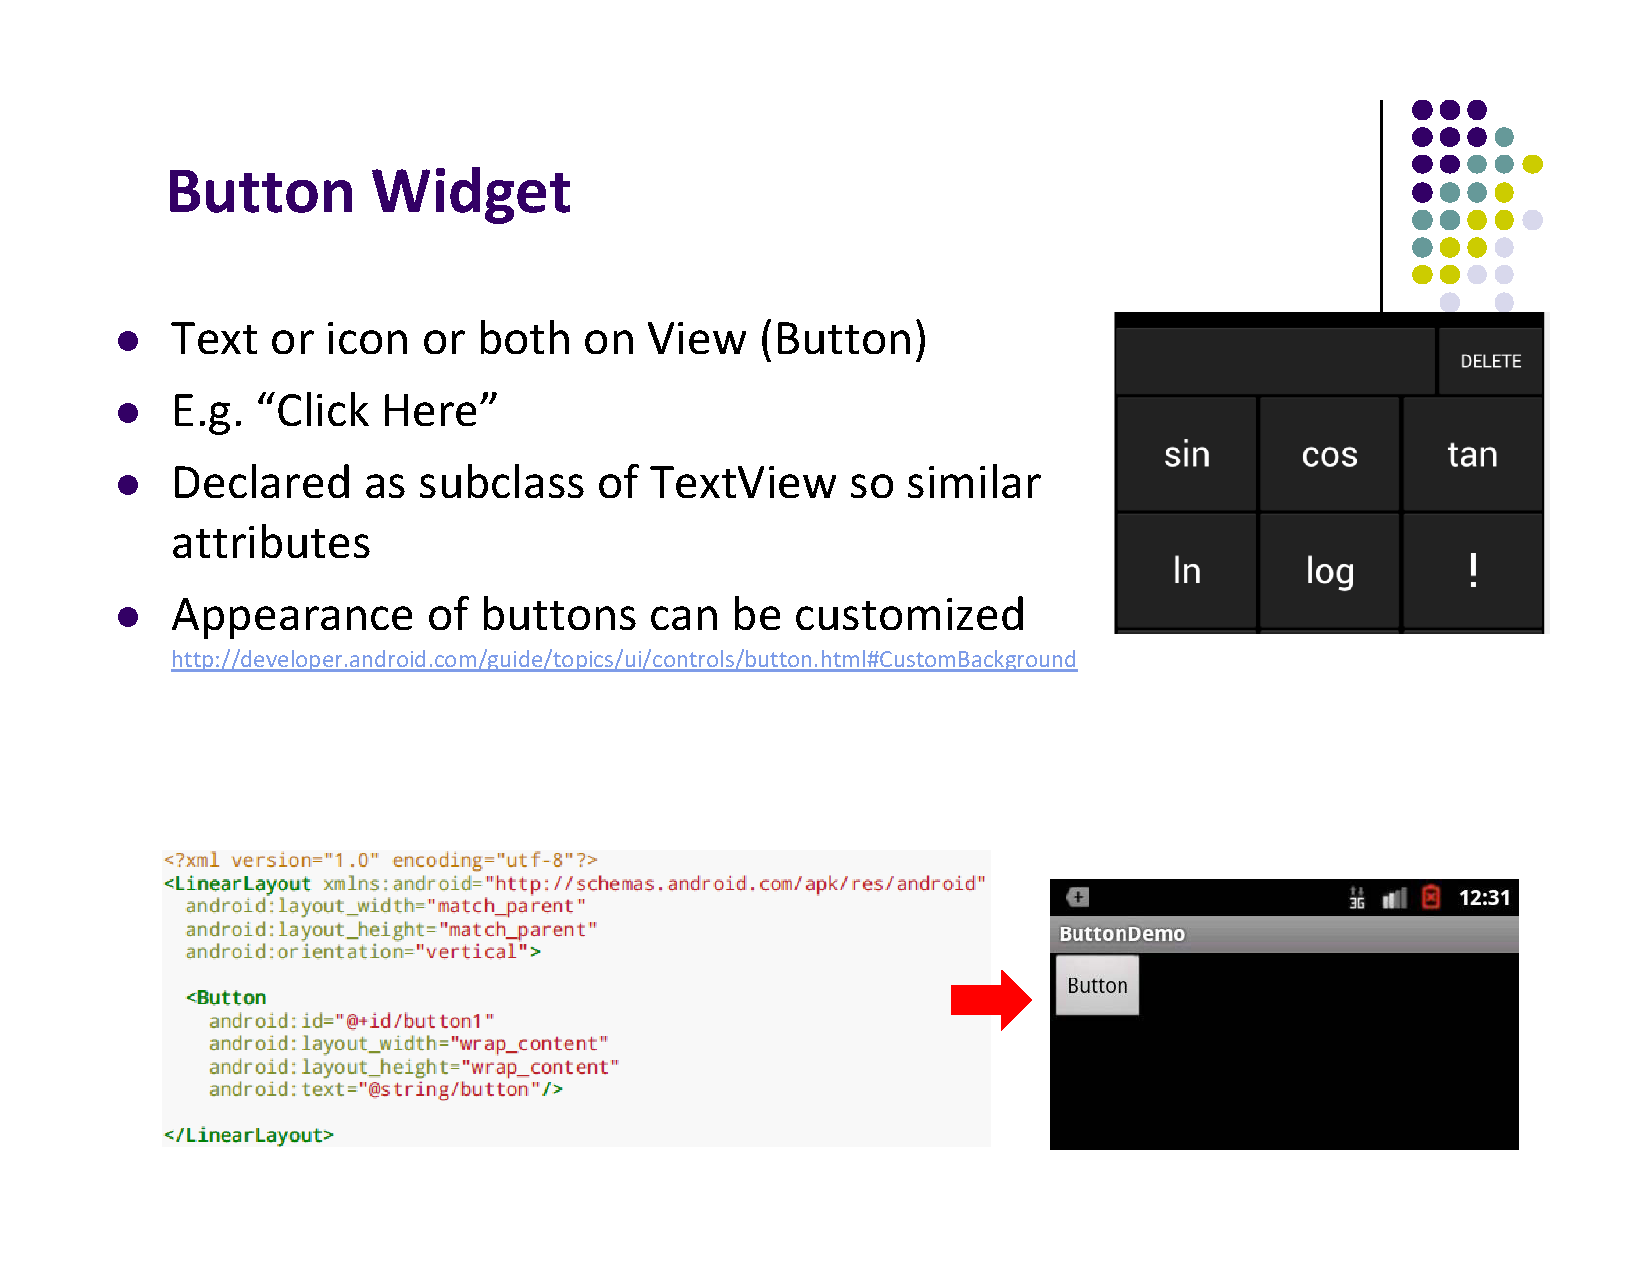 Button Widget
Text or icon or both on View (Button)
E.g. “Click Here”
Declared as subclass of TextView so similar
attributes
Appearance of buttons can be customized
http://developer.android.com/guide/topics/ui/controls/button.html#CustomBackground
DELETE
sin cos tan
ln log !
<?xml version="1.0" encoding="utf-8"?>
<LinearLayout xmlns:android="http://schemas.android.com/apk/res/android"
android:layout_width="match_parent"
android:layout_height="match_parent"
android:orientation="vertical">
<Button
android:id="@+id/button1"
android:layout_width="wrap_content"
android:layout_height="wrap_content"
android:text="@string/button"/>
</LinearLayout>
3G 12:31
ButtonDemo
Button